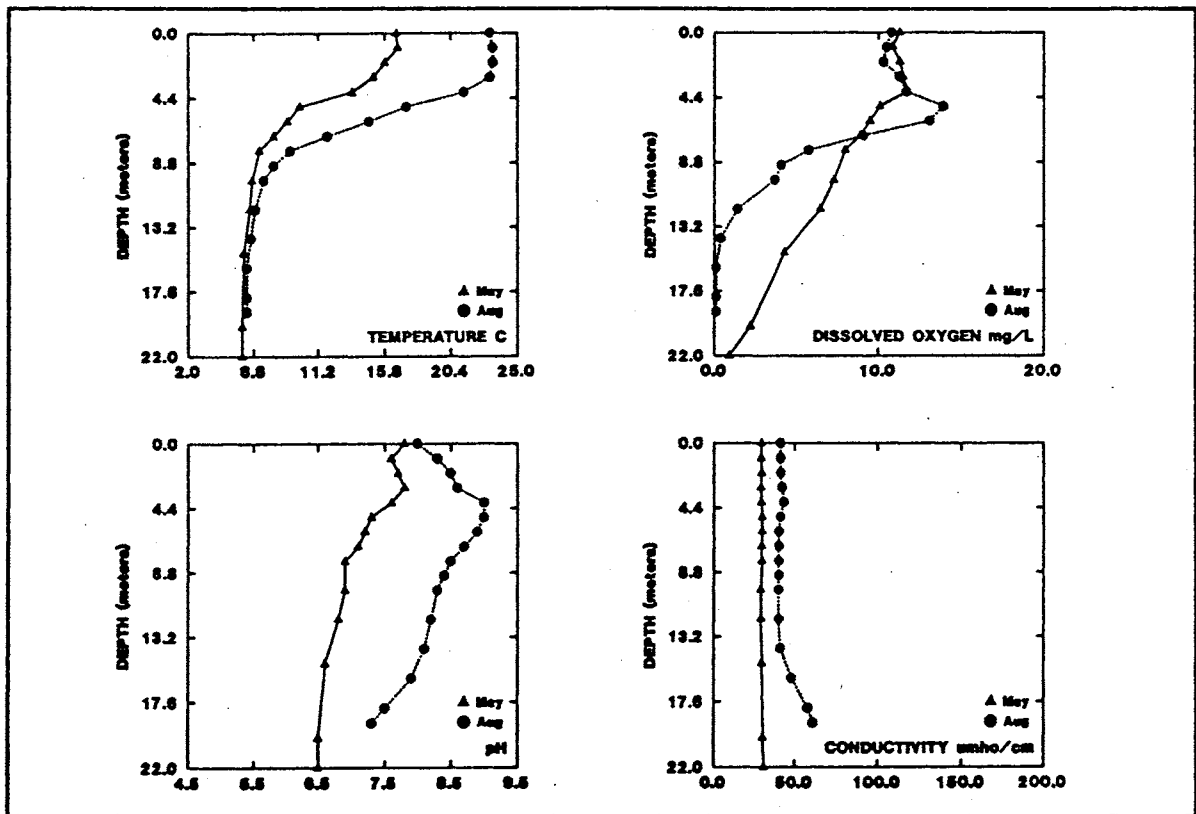 0.0
4.4
8.8
13.2
17.6
22.0
DEPTH (meters)
May
Aug
TEMPERATURE C
2.0 6.6 11.2 15.8 20.4 25.0
0.0
4.4
8.8
13.2
17.6
22.0
DEPTH (meters)
May
Aug
DISSOLVED OXYGEN mg/L
0.0 10.0 20.0
0.0
4.4
8.8
13.2
17.6
22.0
DEPTH (meters)
May
Aug
pH
4.5 5.5 6.5 7.5 8.5 9.5
0.0
4.4
8.8
13.2
17.6
22.0
DEPTH (meters)
May
Aug
CONDUCTIVITY umho/cm
0.0 50.0 100.0 150.0 200.0